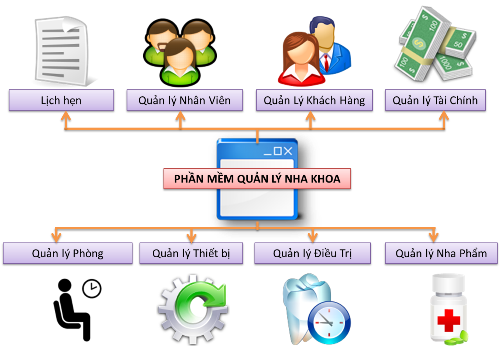 Lịch hẹn
Quản lý Nhân Viên
Quản Lý Khách Hàng
Quản lý Tài Chính
PHẦN MỀM QUẢN LÝ NHA KHOA
Quản lý Phòng
Quản lý Thiết bị
Quản lý Điều Trị
Quản lý Nha Phẩm